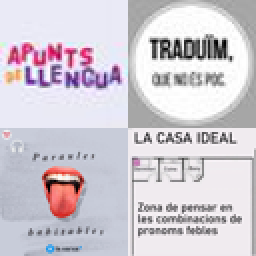 APUNTS
DE LLENGUA
TRADUÏM,
QUE NO ÉS POC.
Paraules
LA CASA IDEAL
Zona de pensar en
les combinacions de
pronoms febles